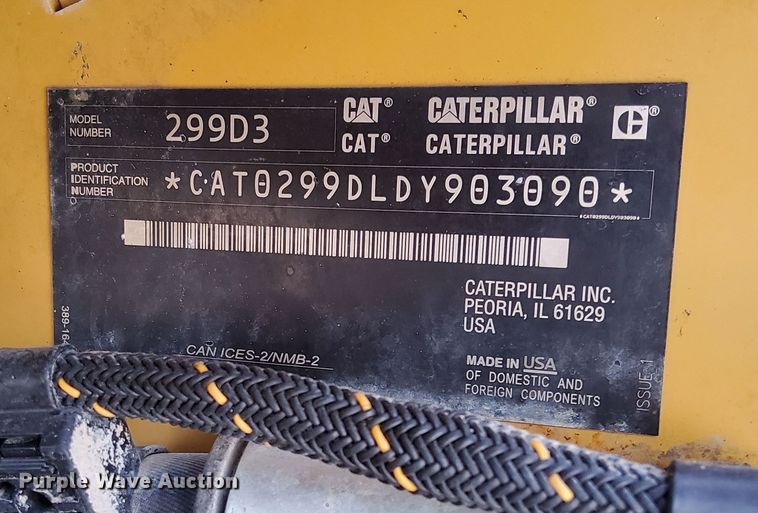 MODEL NUMBER 299D3
CAT® CATERPILLAR®
CAT® CATERPILLAR®
PRODUCT IDENTIFICATION NUMBER *CAT0299DLDY903090*
*CAT0299DLDY903090*
CATERPILLAR INC.
PEORIA, IL 61629
USA
CAN ICES-2/NMB-2
MADE IN USA
OF DOMESTIC AND
FOREIGN COMPONENTS
ISSUE 1
Purple Wave Auction